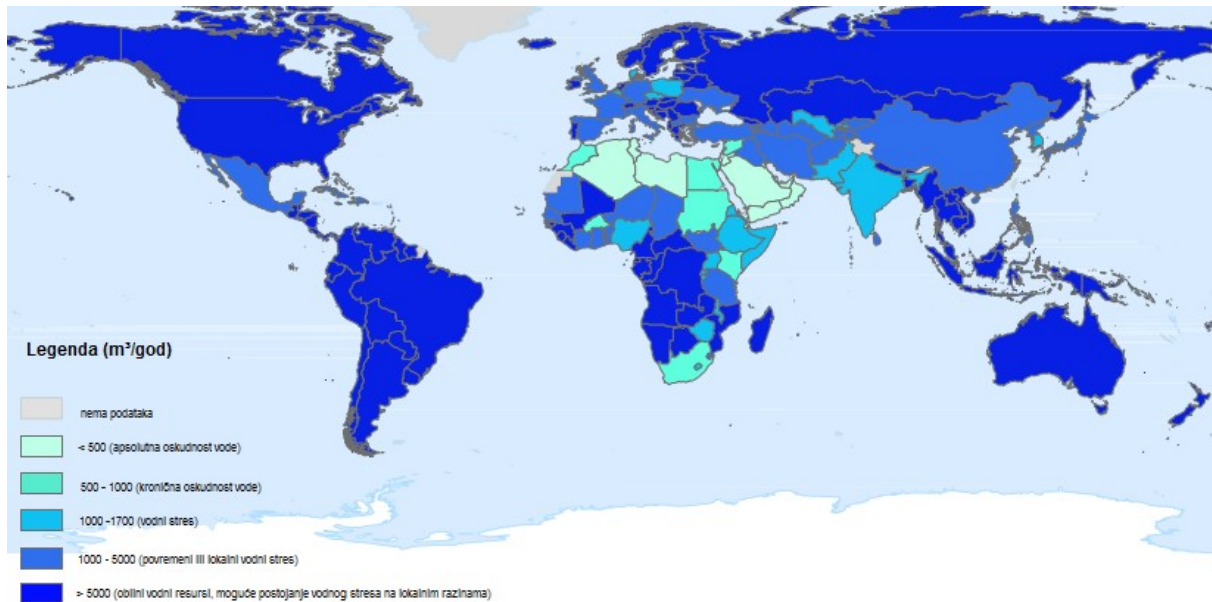 Legenda (m³/god)
nema podataka
< 500 (apsolutna oskudnost vode)
500 - 1000 (kronična oskudnost vode)
1000 -1700 (vodni stres)
1000 - 5000 (povremeni ili lokalni vodni stres)
> 5000 (obilni vodni resursi, moguće postojanje vodnog stresa na lokalnim razinama)